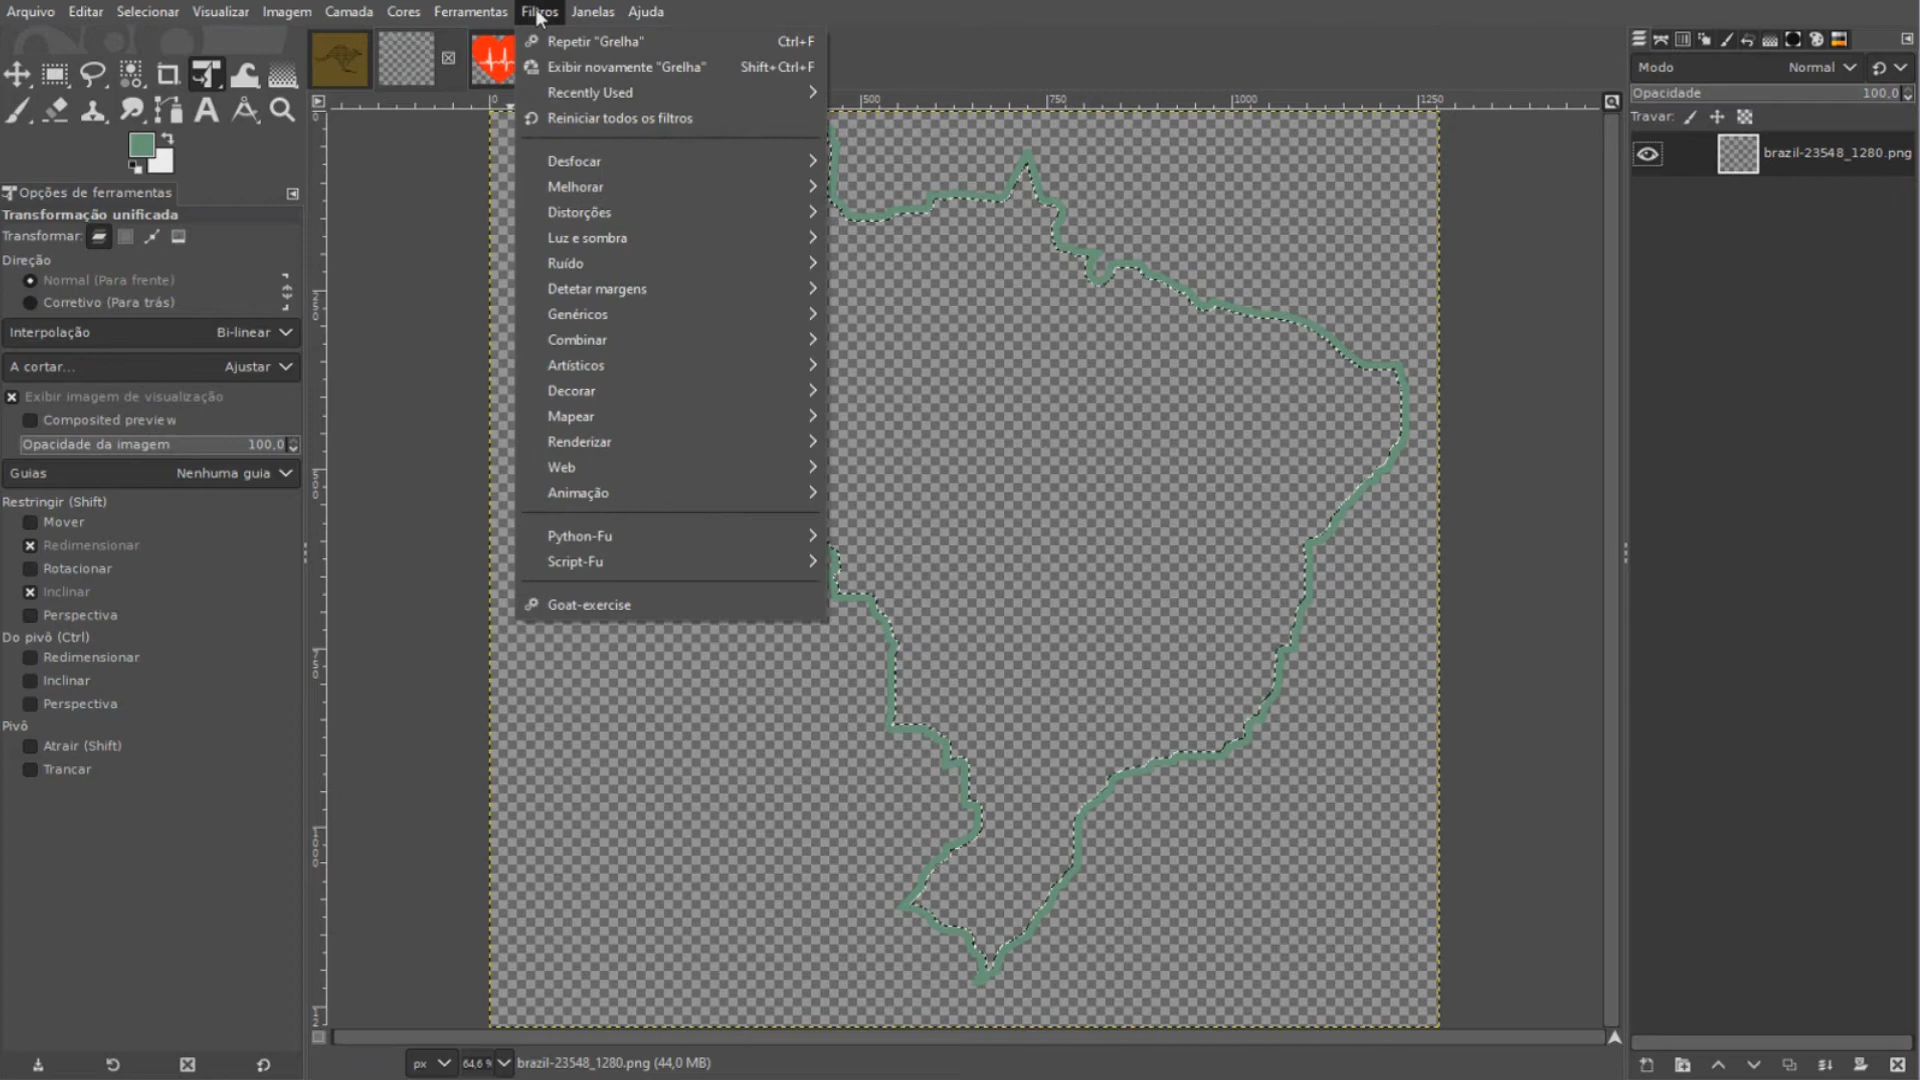 Arquivo Editar Selecionar Visualizar Imagem Camada Cores Ferramentas Filtros Janelas Ajuda
Repetir "Grelha" Ctrl+F
Exibir novamente "Grelha" Shift+Ctrl+F
Recently Used
Reiniciar todos os filtros
Desfocar
Melhorar
Distorções
Luz e sombra
Ruído
Detetar margens
Genéricos
Combinar
Artísticos
Decorar
Mapear
Renderizar
Web
Animação
Python-Fu
Script-Fu
Goat-exercise
Opções de ferramentas
Transformação unificada
Transformar:
Direção
Normal (Para frente)
Corretivo (Para trás)
Interpolação Bi-linear
A cortar... Ajustar
Exibir imagem de visualização
Composited preview
Opacidade da imagem 100,0
Guias Nenhuma guia
Restringir (Shift)
Mover
Redimensionar
Rotacionar
Inclinar
Perspectiva
Do pivô (Ctrl)
Redimensionar
Inclinar
Perspectiva
Pivô
Atrair (Shift)
Trancar
0 500 750 1000 1250
Modo Normal
Opacidade 100,0
Travar:
brazil-23548_1280.png
px 64,6 % brazil-23548_1280.png (44,0 MB)